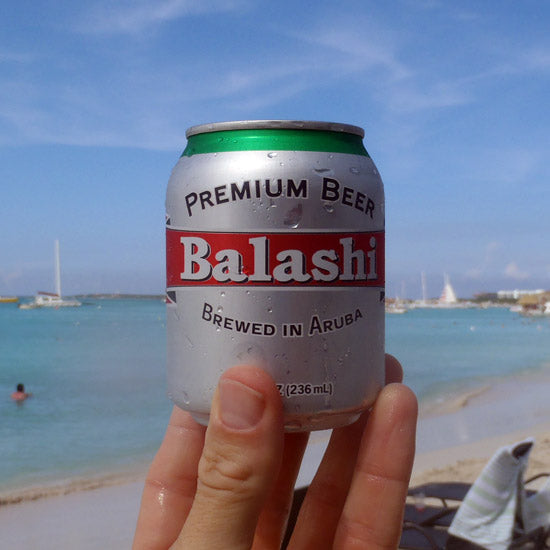 PREMIUM BEER
Balashi
BREWED IN ARUBA
Z (236 mL)